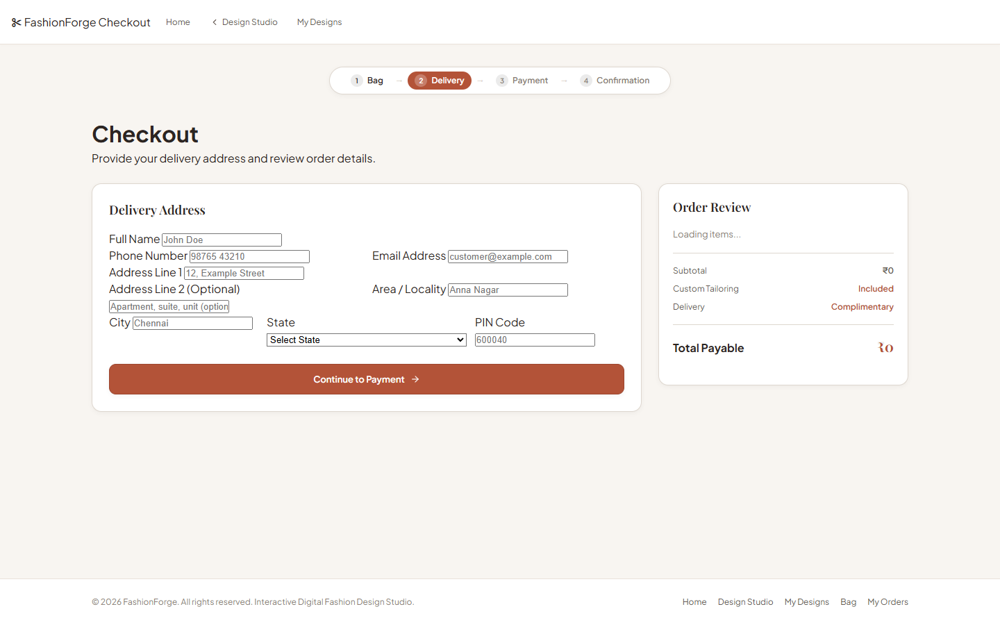 FashionForge Checkout Home Design Studio My Designs
1 Bag → 2 Delivery → 3 Payment → 4 Confirmation
Checkout
Provide your delivery address and review order details.
Delivery Address
Full Name John Doe
Phone Number 98765 43210 Email Address customer@example.com
Address Line 1 12, Example Street
Address Line 2 (Optional) Area / Locality Anna Nagar
Apartment, suite, unit (option
City Chennai State PIN Code
Select State 600040
Continue to Payment →
Order Review
Loading items...
Subtotal ₹0
Custom Tailoring Included
Delivery Complimentary
Total Payable ₹0
© 2026 FashionForge. All rights reserved. Interactive Digital Fashion Design Studio. Home Design Studio My Designs Bag My Orders